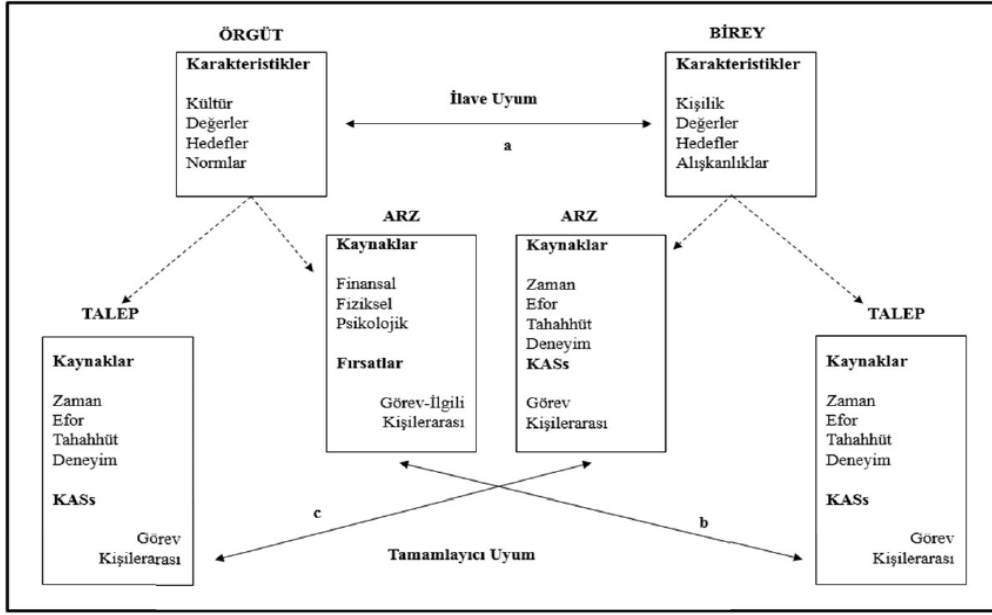 ÖRGÜT
Karakteristikler
Kültür
Değerler
Hedefler
Normlar
İlave Uyum
a
BİREY
Karakteristikler
Kişilik
Değerler
Hedefler
Alışkanlıklar
TALEP
Kaynaklar
Zaman
Efor
Tahahhüt
Deneyim
KASs
Görev
Kişilerarası
ARZ
Kaynaklar
Finansal
Fiziksel
Psikolojik
Fırsatlar
Görev-İlgili
Kişilerarası
ARZ
Kaynaklar
Zaman
Efor
Tahahhüt
Deneyim
KASs
Görev
Kişilerarası
TALEP
Kaynaklar
Zaman
Efor
Tahahhüt
Deneyim
KASs
Görev
Kişilerarası
c
b
Tamamlayıcı Uyum